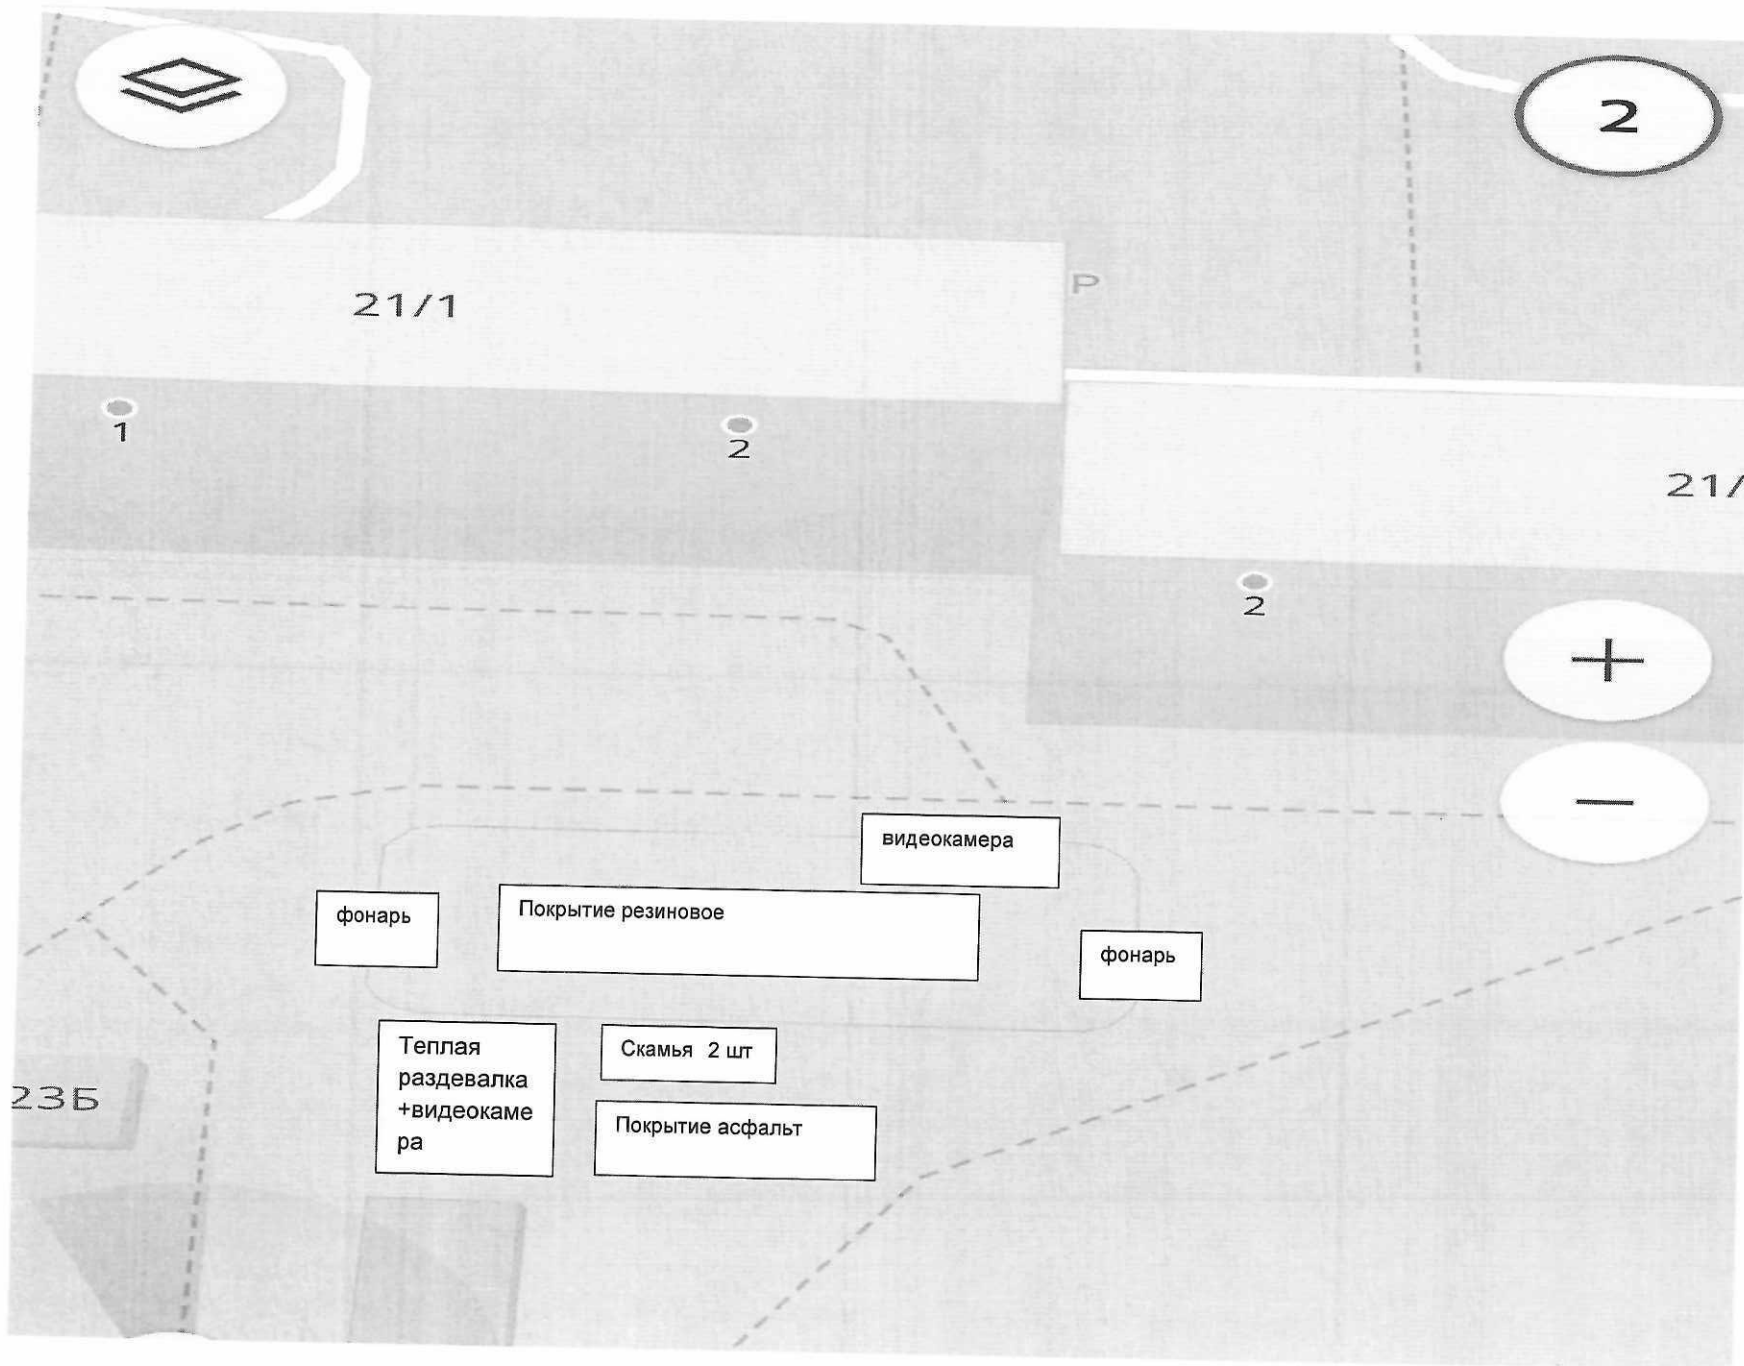 2
21/1
P
1
2
21/
2
видеокамера
фонарь
Покрытие резиновое
фонарь
Теплая
раздевалка
+видеокаме
ра
Скамья 2 шт
23Б
Покрытие асфальт